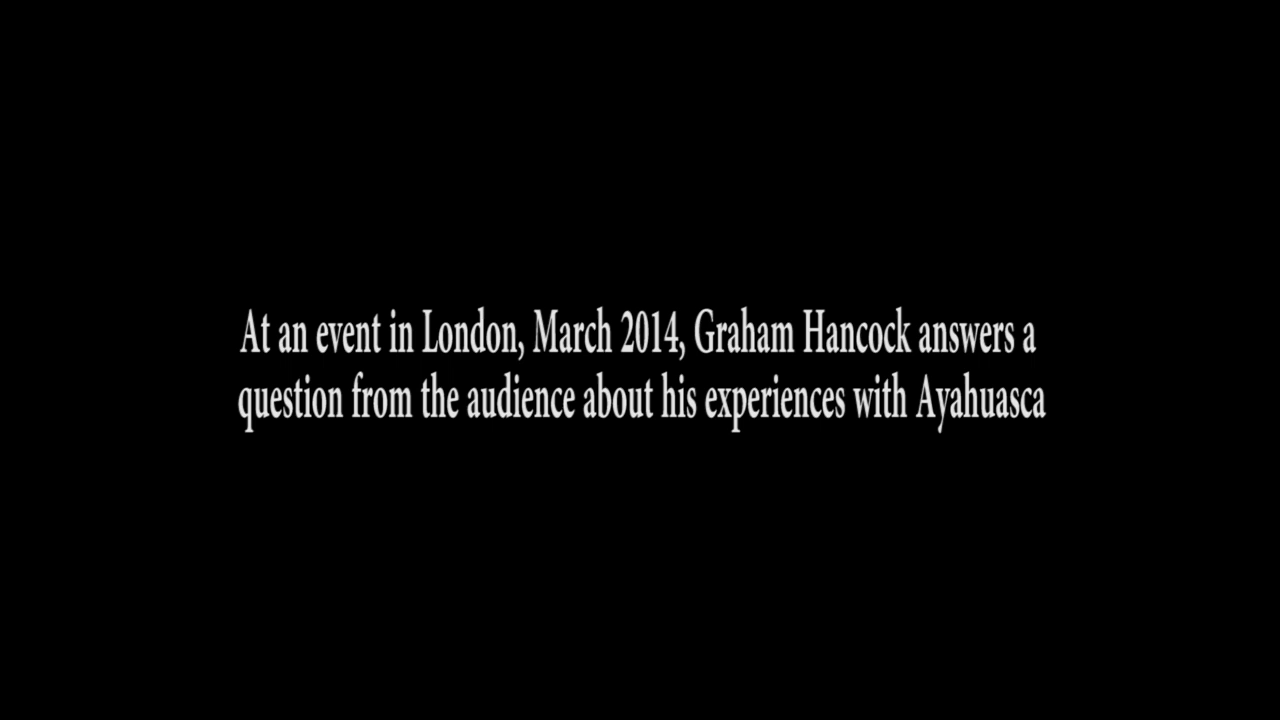 At an event in London, March 2014, Graham Hancock answers a
question from the audience about his experiences with Ayahuasca